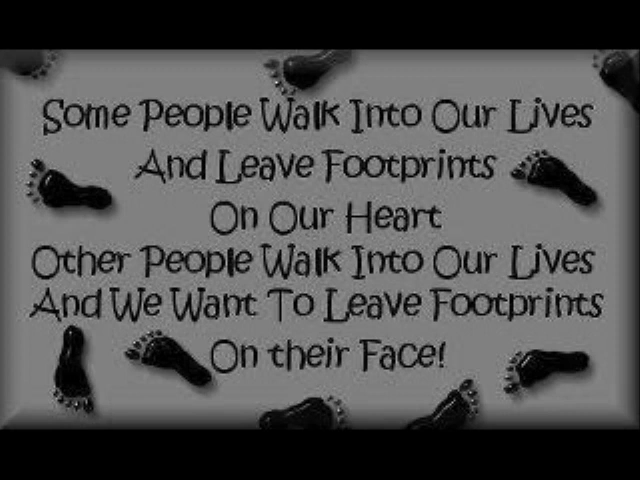 Some People Walk Into Our Lives
And Leave Footprints
On Our Heart
Other People Walk Into Our Lives
And We Want To Leave Footprints
On their Face!